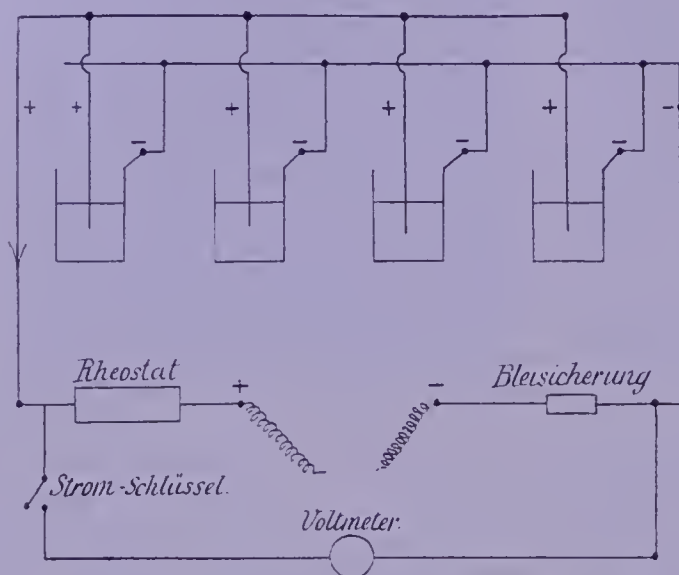 + + + + + -
- - - -
Rheostat
+ -
Bleisicherung
Strom-Schlüssel.
Voltmeter.